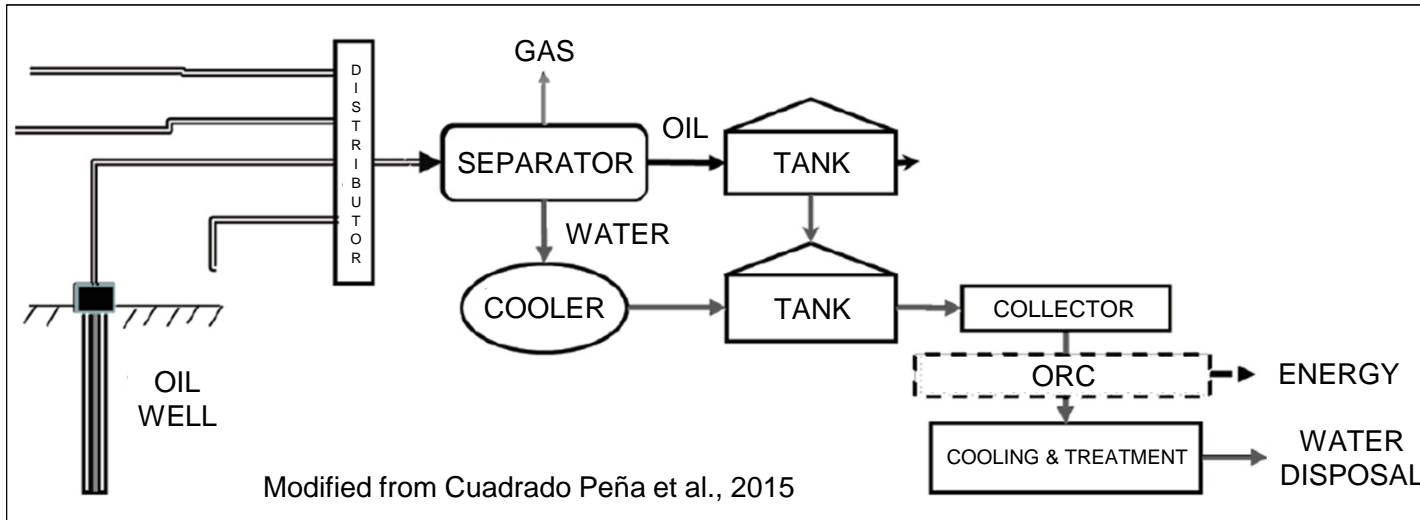 GAS
DISTRIBUTOR
OIL
SEPARATOR
TANK
WATER
COOLER
TANK
COLLECTOR
OIL
WELL
ORC
ENERGY
COOLING & TREATMENT
WATER
DISPOSAL
Modified from Cuadrado Peña et al., 2015